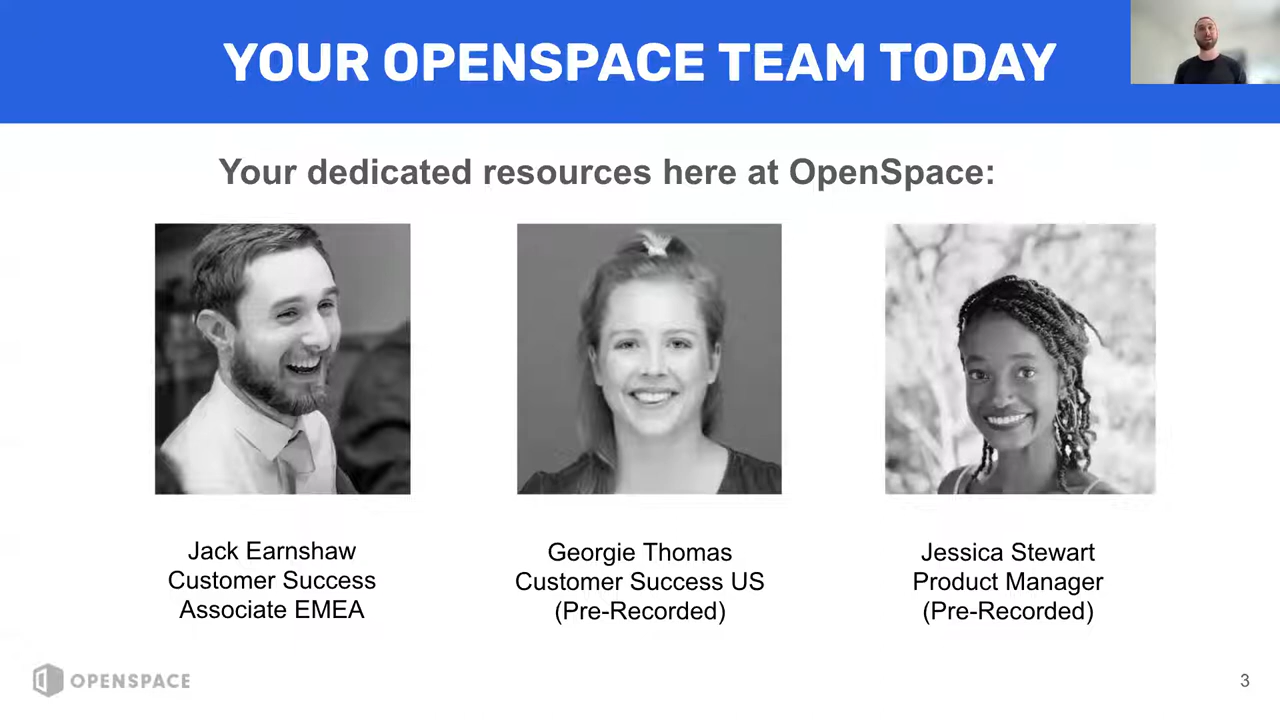 YOUR OPENSPACE TEAM TODAY
Your dedicated resources here at OpenSpace:
Jack Earnshaw
Customer Success
Associate EMEA
Georgie Thomas
Customer Success US
(Pre-Recorded)
Jessica Stewart
Product Manager
(Pre-Recorded)
OPENSPACE
3